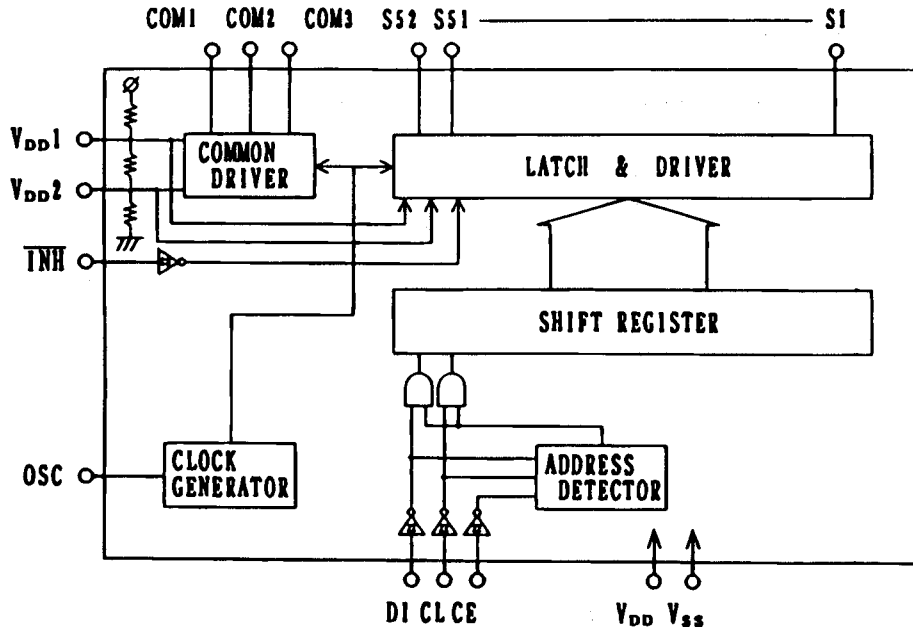 COM1 COM2 COM3 S52 S51 S1
VDD1
COMMON DRIVER
LATCH & DRIVER
VDD2
INH
SHIFT REGISTER
OSC
CLOCK GENERATOR
ADDRESS DETECTOR
DI CL CE VDD VSS